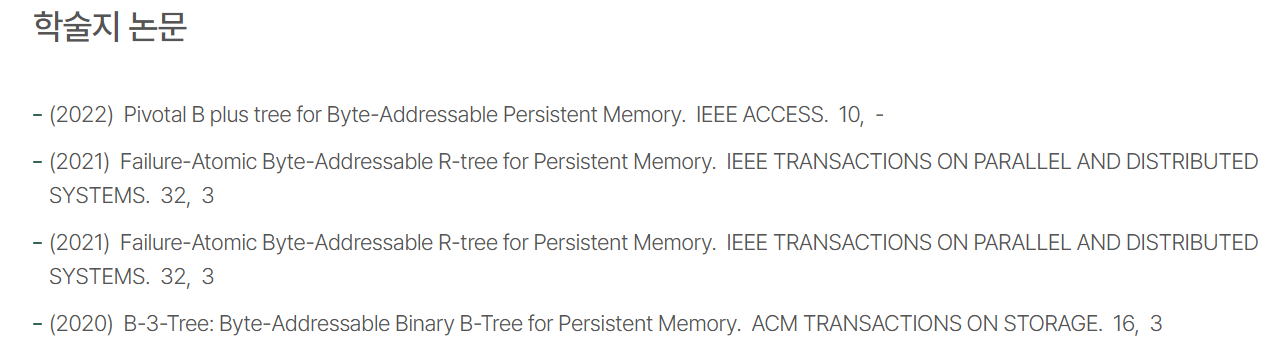 학술지 논문
- (2022) Pivotal B plus tree for Byte-Addressable Persistent Memory. IEEE ACCESS. 10, -
- (2021) Failure-Atomic Byte-Addressable R-tree for Persistent Memory. IEEE TRANSACTIONS ON PARALLEL AND DISTRIBUTED
SYSTEMS. 32, 3
- (2021) Failure-Atomic Byte-Addressable R-tree for Persistent Memory. IEEE TRANSACTIONS ON PARALLEL AND DISTRIBUTED
SYSTEMS. 32, 3
- (2020) B-3-Tree: Byte-Addressable Binary B-Tree for Persistent Memory. ACM TRANSACTIONS ON STORAGE. 16, 3